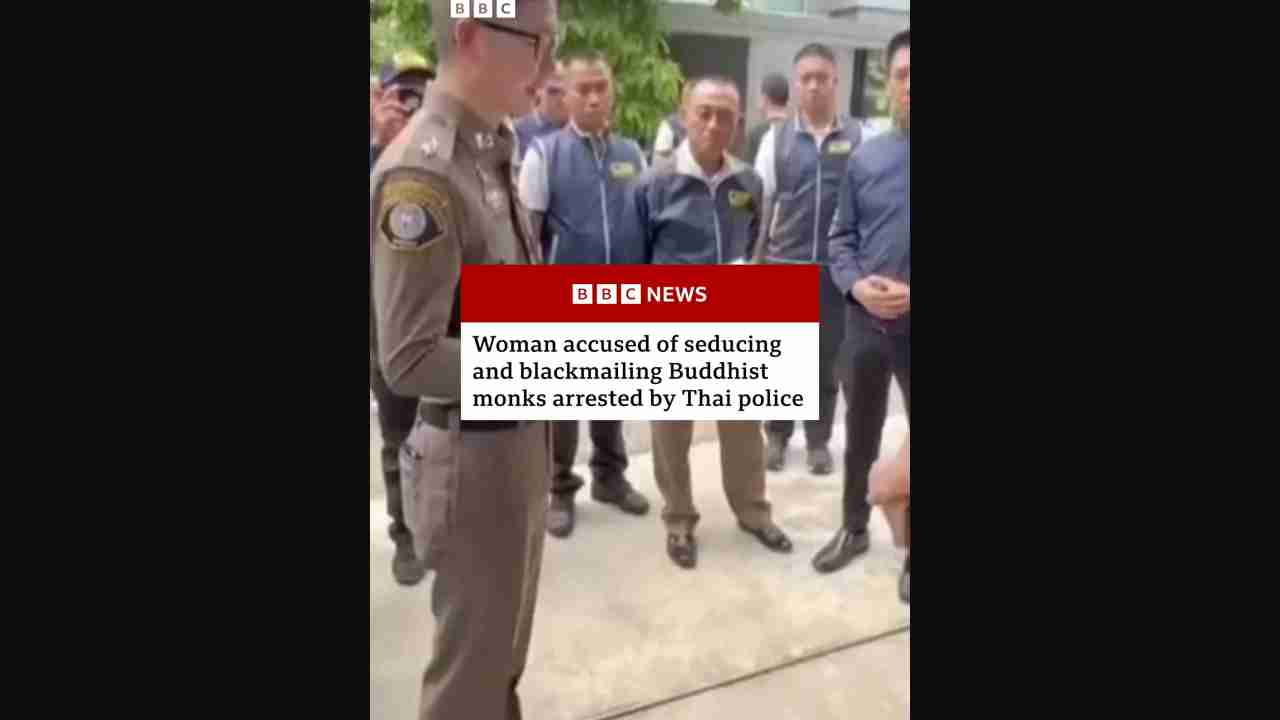 BBC
BBC NEWS
Woman accused of seducing
and blackmailing Buddhist
monks arrested by Thai police